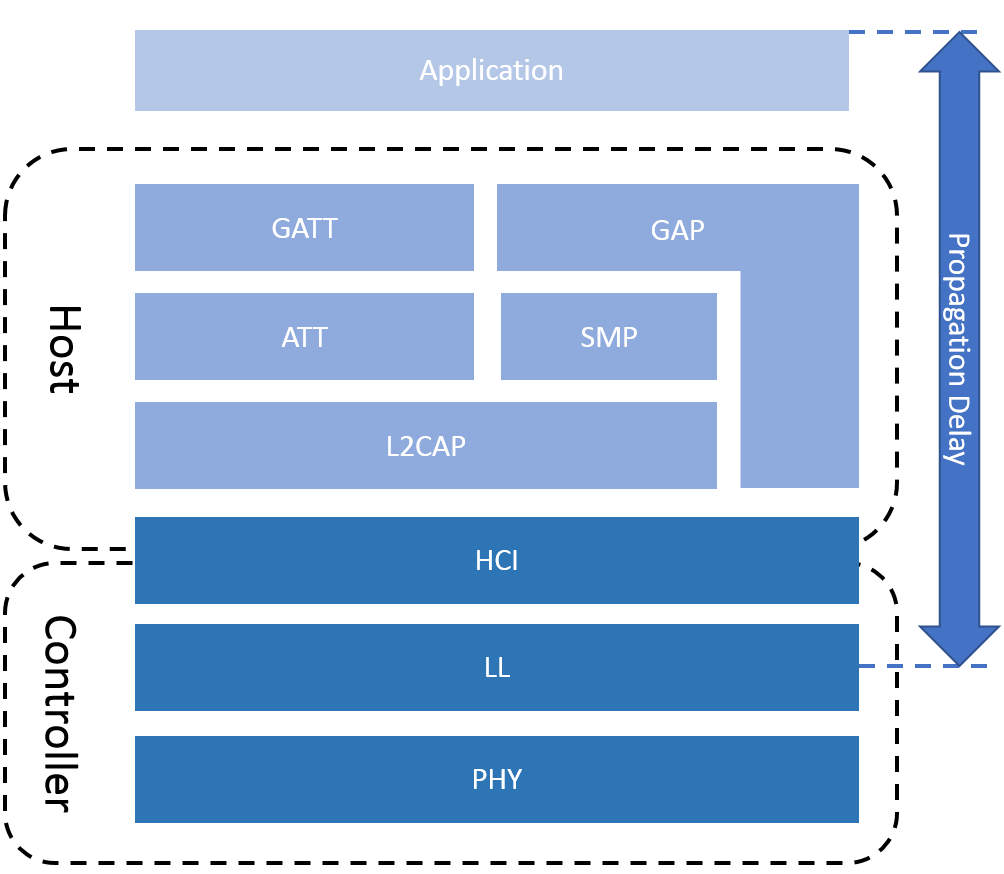 Application
GATT
GAP
Host
ATT
SMP
L2CAP
Propagation Delay
HCI
Controller
LL
PHY